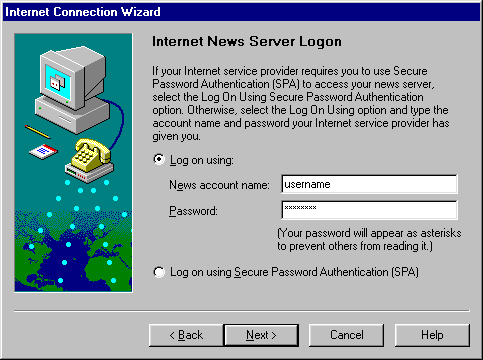 Internet Connection Wizard
Internet News Server Logon
If your Internet service provider requires you to use Secure
Password Authentication (SPA) to access your news server,
select the Log On Using Secure Password Authentication
option. Otherwise, select the Log On Using option and type the
account name and password your Internet service provider has
given you.
Log on using:
News account name: username
Password: ********
(Your password will appear as asterisks
to prevent others from reading it.)
Log on using Secure Password Authentication (SPA)
< Back Next > Cancel Help